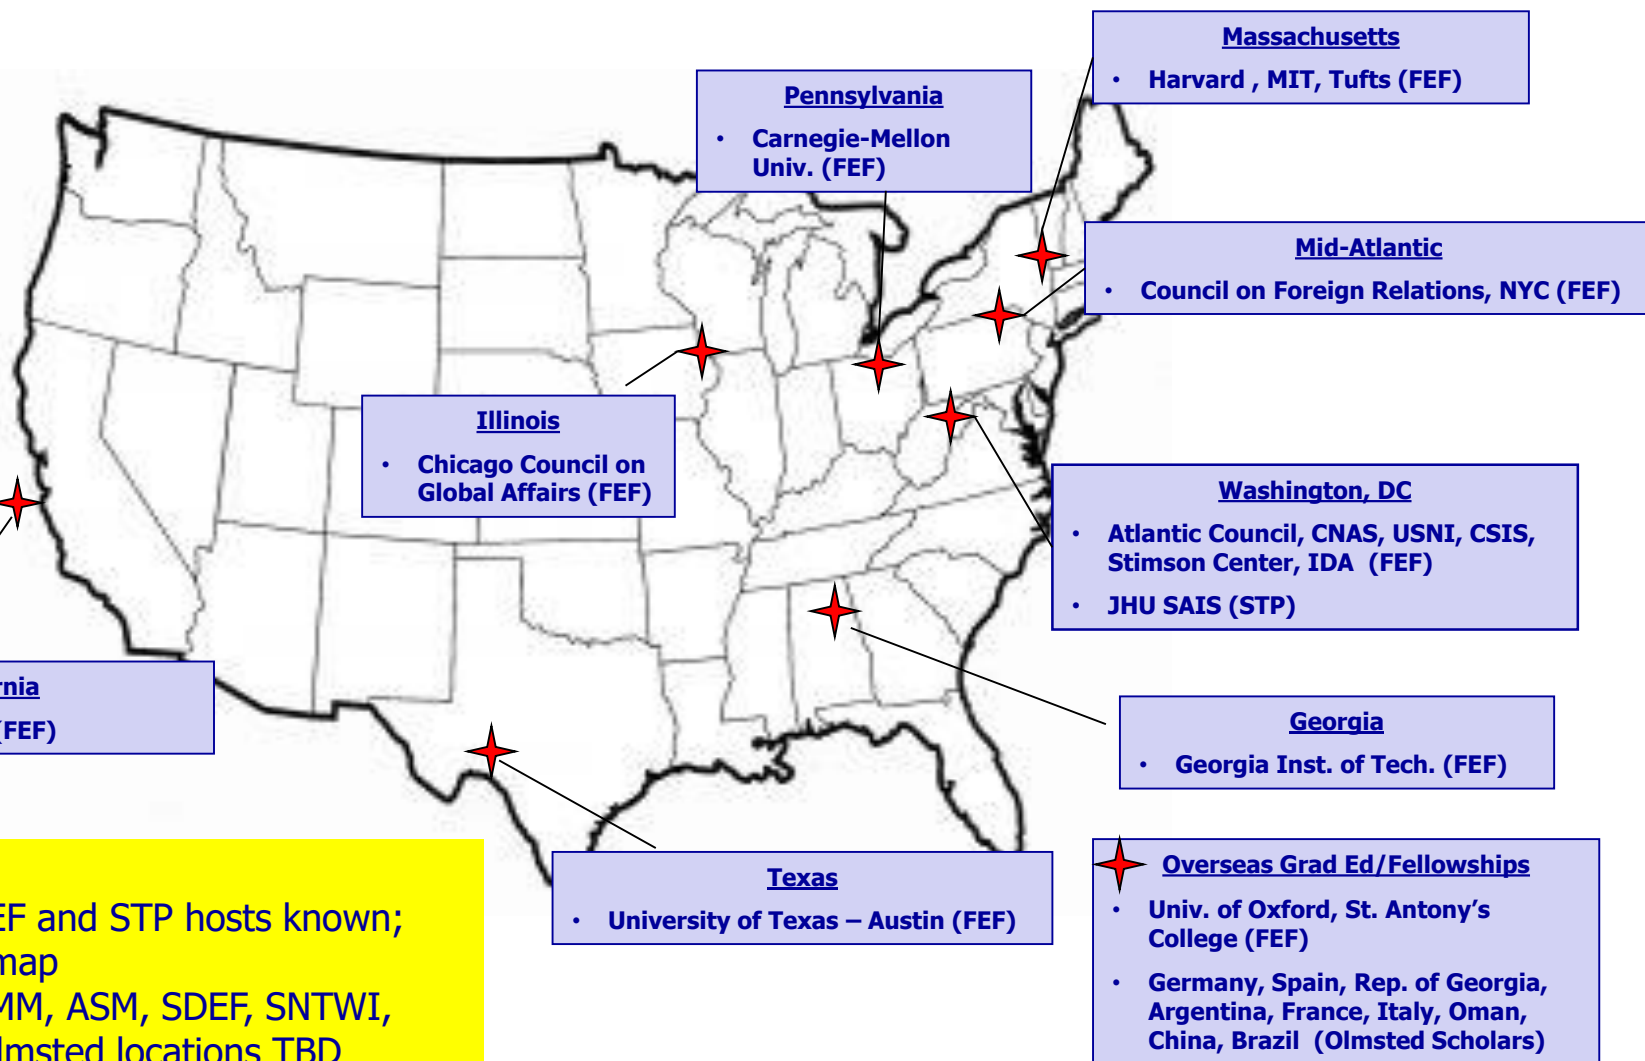 Massachusetts
• Harvard , MIT, Tufts (FEF)
Pennsylvania
• Carnegie-Mellon
Univ. (FEF)
Mid-Atlantic
• Council on Foreign Relations, NYC (FEF)
Illinois
• Chicago Council on
Global Affairs (FEF)
Washington, DC
• Atlantic Council, CNAS, USNI, CSIS,
Stimson Center, IDA (FEF)
• JHU SAIS (STP)
rnia
(FEF)
Georgia
• Georgia Inst. of Tech. (FEF)
Texas
• University of Texas – Austin (FEF)
EF and STP hosts known;
map
MM, ASM, SDEF, SNTWI,
lmsted locations TBD
Overseas Grad Ed/Fellowships
• Univ. of Oxford, St. Antony’s
College (FEF)
• Germany, Spain, Rep. of Georgia,
Argentina, France, Italy, Oman,
China, Brazil (Olmsted Scholars)